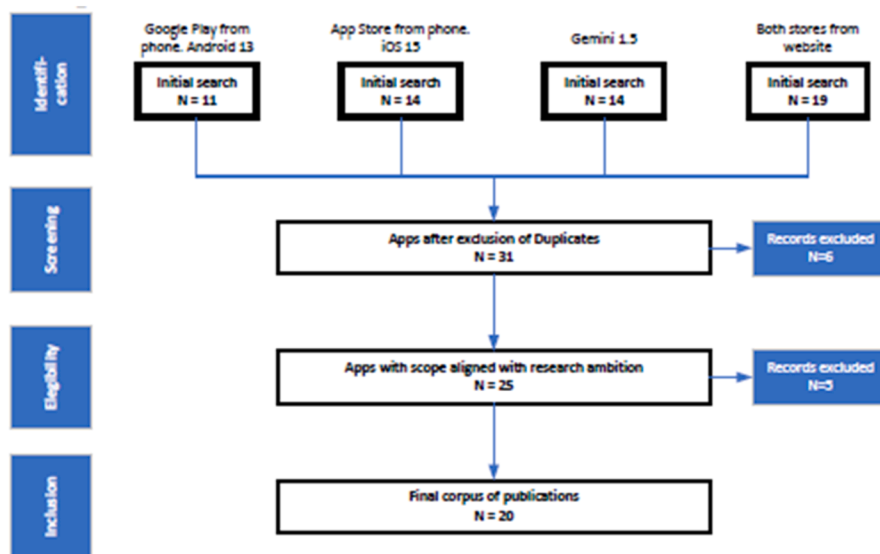 Identifi-
cation
Google Play from
phone. Android 13
App Store from phone.
iOS 15
Gemini 1.5
Both stores from
website
Initial search
N = 11
Initial search
N = 14
Initial search
N = 14
Initial search
N = 19
Screening
Apps after exclusion of Duplicates
N = 31
Records excluded
N=6
Elegibility
Apps with scope aligned with research ambition
N = 25
Records excluded
N=5
Inclusion
Final corpus of publications
N = 20